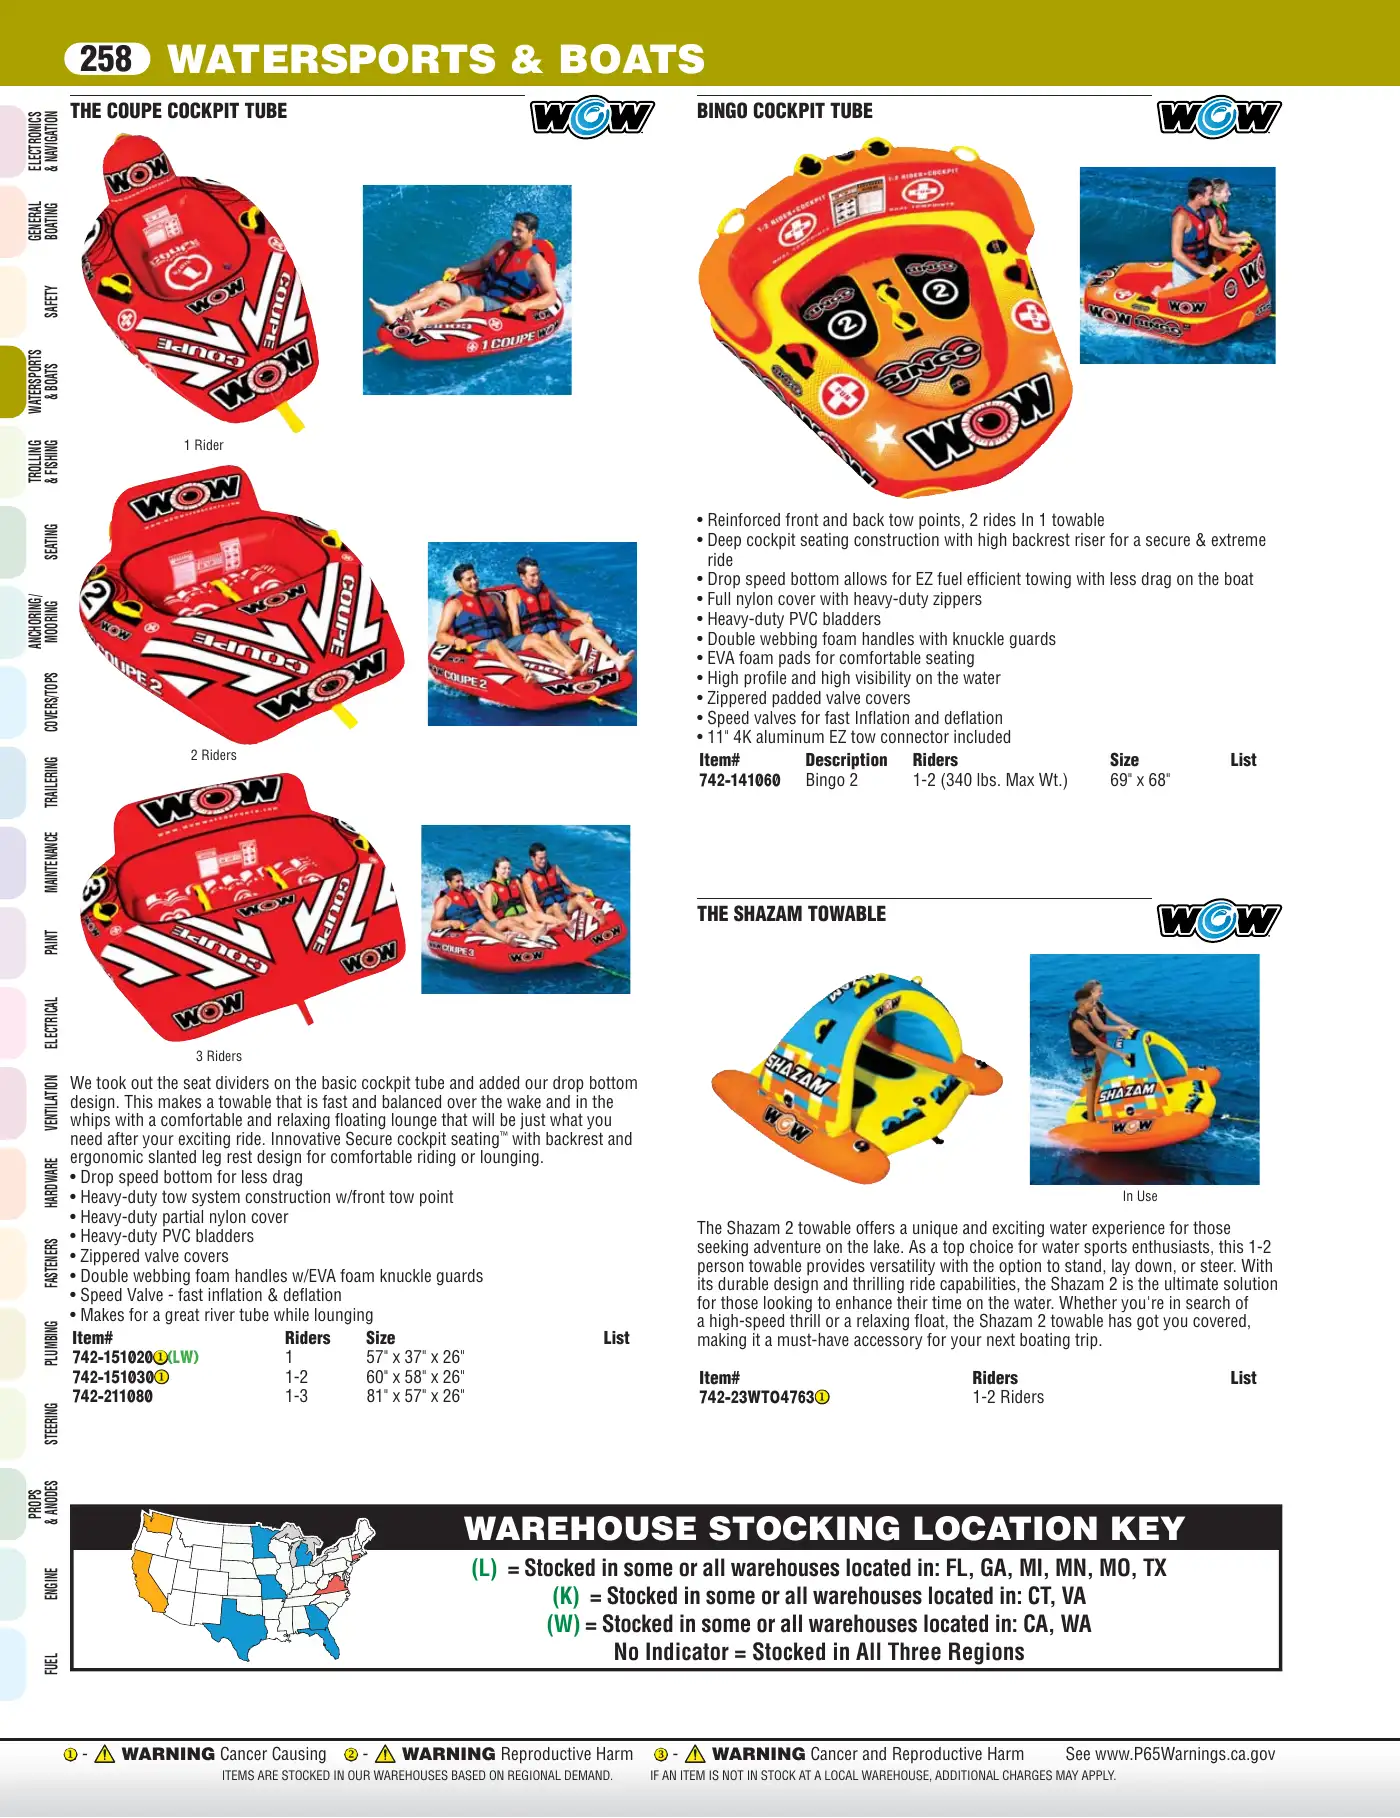 258 WATERSPORTS & BOATS
ELECTRONICS
& NAVIGATION
GENERAL
BOATING
SAFETY
WATERSPORTS
& BOATS
TROLLING
& FISHING
SEATING
ANCHORING/
MOORING
COVERS/TOPS
TRAILERING
MAINTENANCE
PAINT
ELECTRICAL
VENTILATION
HARDWARE
FASTENERS
PLUMBING
STEERING
PROPS
& ANODES
ENGINE
FUEL
THE COUPE COCKPIT TUBE
WOW
1 Rider
2 Riders
3 Riders
We took out the seat dividers on the basic cockpit tube and added our drop bottom
design. This makes a towable that is fast and balanced over the wake and in the
whips with a comfortable and relaxing floating lounge that will be just what you
need after your exciting ride. Innovative Secure cockpit seating™ with backrest and
ergonomic slanted leg rest design for comfortable riding or lounging.
• Drop speed bottom for less drag
• Heavy-duty tow system construction w/front tow point
• Heavy-duty partial nylon cover
• Heavy-duty PVC bladders
• Zippered valve covers
• Double webbing foam handles w/EVA foam knuckle guards
• Speed Valve - fast inflation & deflation
• Makes for a great river tube while lounging
Item# Riders Size List
742-151020 1 (LW) 1 57" x 37" x 26"
742-151030 1 1-2 60" x 58" x 26"
742-211080 1-3 81" x 57" x 26"
BINGO COCKPIT TUBE
WOW
• Reinforced front and back tow points, 2 rides In 1 towable
• Deep cockpit seating construction with high backrest riser for a secure & extreme
ride
• Drop speed bottom allows for EZ fuel efficient towing with less drag on the boat
• Full nylon cover with heavy-duty zippers
• Heavy-duty PVC bladders
• Double webbing foam handles with knuckle guards
• EVA foam pads for comfortable seating
• High profile and high visibility on the water
• Zippered padded valve covers
• Speed valves for fast Inflation and deflation
• 11" 4K aluminum EZ tow connector included
Item# Description Riders Size List
742-141060 Bingo 2 1-2 (340 lbs. Max Wt.) 69" x 68"
THE SHAZAM TOWABLE
WOW
In Use
The Shazam 2 towable offers a unique and exciting water experience for those
seeking adventure on the lake. As a top choice for water sports enthusiasts, this 1-2
person towable provides versatility with the option to stand, lay down, or steer. With
its durable design and thrilling ride capabilities, the Shazam 2 is the ultimate solution
for those looking to enhance their time on the water. Whether you're in search of
a high-speed thrill or a relaxing float, the Shazam 2 towable has got you covered,
making it a must-have accessory for your next boating trip.
Item# Riders List
742-23WTO4763 1 1-2 Riders
WAREHOUSE STOCKING LOCATION KEY
(L) = Stocked in some or all warehouses located in: FL, GA, MI, MN, MO, TX
(K) = Stocked in some or all warehouses located in: CT, VA
(W) = Stocked in some or all warehouses located in: CA, WA
No Indicator = Stocked in All Three Regions
1 - WARNING Cancer Causing 2 - WARNING Reproductive Harm 3 - WARNING Cancer and Reproductive Harm See www.P65Warnings.ca.gov
ITEMS ARE STOCKED IN OUR WAREHOUSES BASED ON REGIONAL DEMAND. IF AN ITEM IS NOT IN STOCK AT A LOCAL WAREHOUSE, ADDITIONAL CHARGES MAY APPLY.